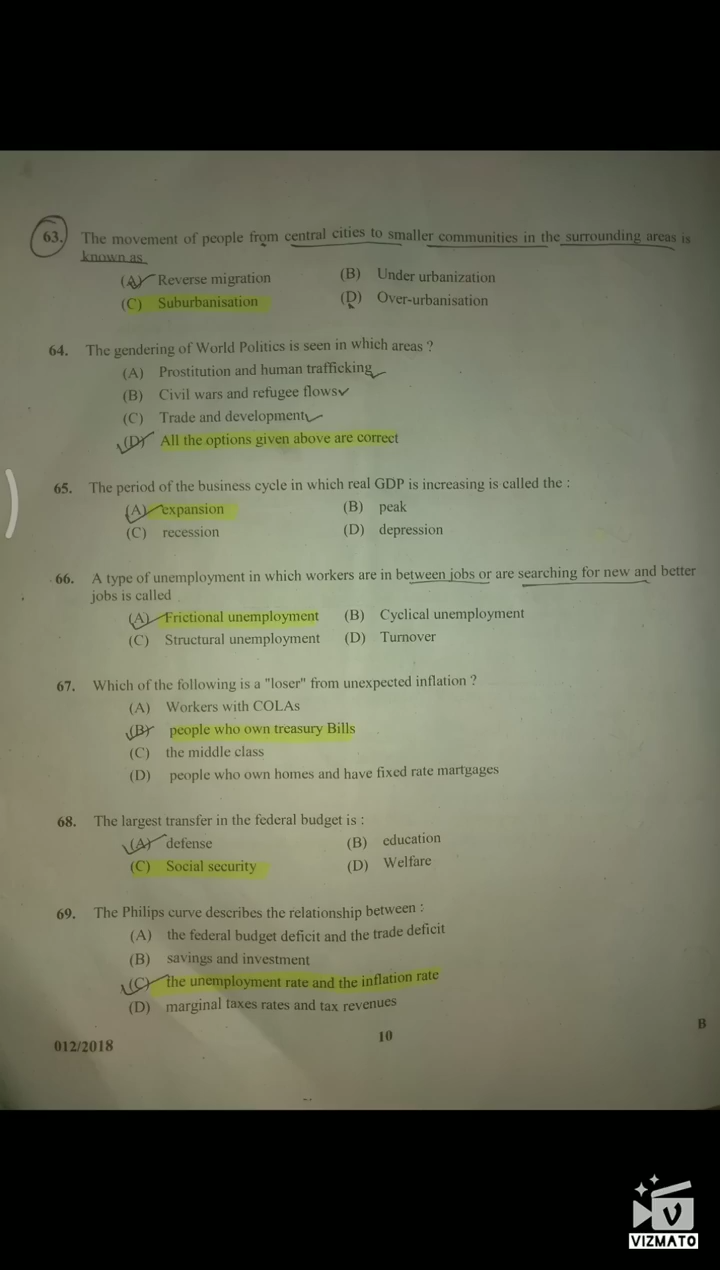 63. The movement of people from central cities to smaller communities in the surrounding areas is
known as
(A) Reverse migration (B) Under urbanization
(C) Suburbanisation (D) Over-urbanisation
64. The gendering of World Politics is seen in which areas ?
(A) Prostitution and human trafficking
(B) Civil wars and refugee flows
(C) Trade and development
(D) All the options given above are correct
65. The period of the business cycle in which real GDP is increasing is called the :
(A) expansion (B) peak
(C) recession (D) depression
66. A type of unemployment in which workers are in between jobs or are searching for new and better
jobs is called
(A) Frictional unemployment (B) Cyclical unemployment
(C) Structural unemployment (D) Turnover
67. Which of the following is a "loser" from unexpected inflation ?
(A) Workers with COLAs
(B) people who own treasury Bills
(C) the middle class
(D) people who own homes and have fixed rate martgages
68. The largest transfer in the federal budget is :
(A) defense (B) education
(C) Social security (D) Welfare
69. The Philips curve describes the relationship between :
(A) the federal budget deficit and the trade deficit
(B) savings and investment
(C) the unemployment rate and the inflation rate
(D) marginal taxes rates and tax revenues
012/2018 10 B
VIZMATO